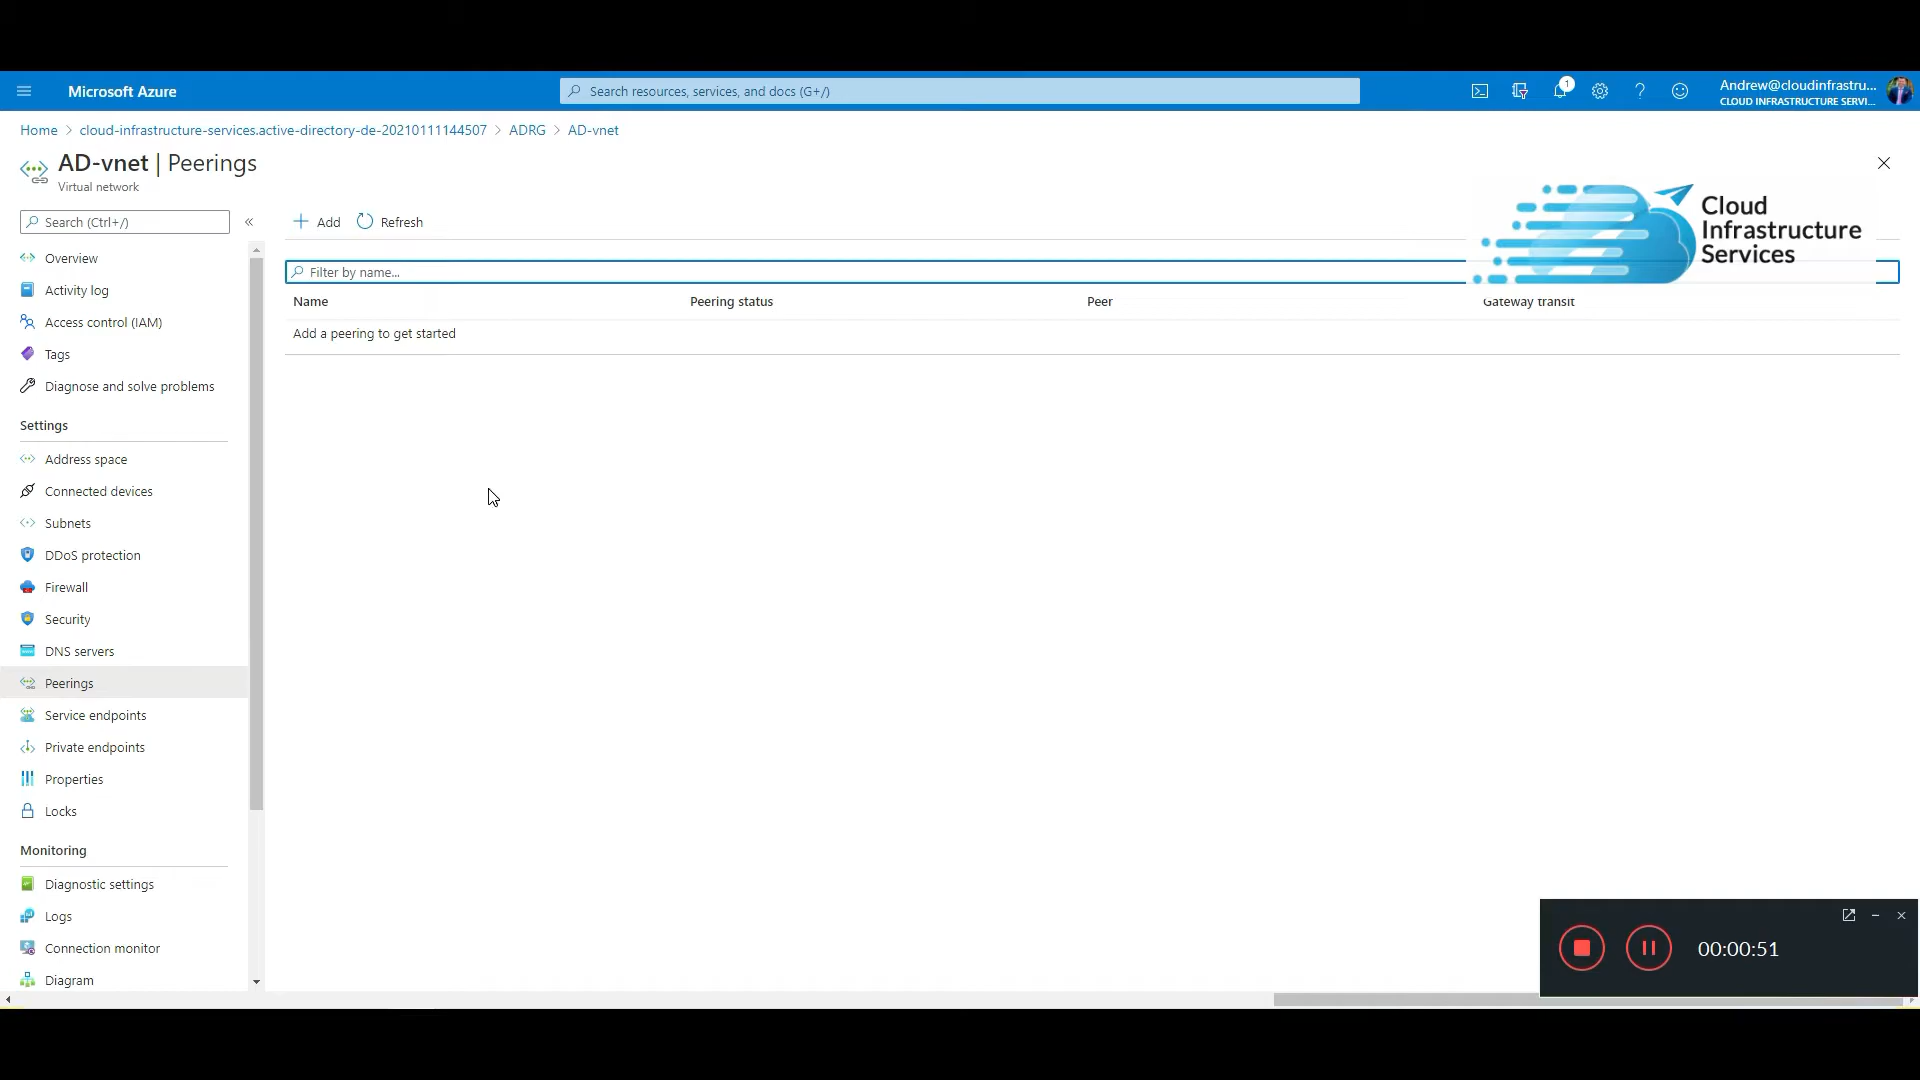 Microsoft Azure
Search resources, services, and docs (G+/)
1
Andrew@cloudinfrastru...
CLOUD INFRASTRUCTURE SERVI...
Home > cloud-infrastructure-services.active-directory-de-20210111144507 > ADRG > AD-vnet
AD-vnet | Peerings
Virtual network
Cloud
Infrastructure
Services
Search (Ctrl+/)
Add
Refresh
Overview
Activity log
Access control (IAM)
Tags
Diagnose and solve problems
Settings
Address space
Connected devices
Subnets
DDoS protection
Firewall
Security
DNS servers
Peerings
Service endpoints
Private endpoints
Properties
Locks
Monitoring
Diagnostic settings
Logs
Connection monitor
Diagram
Filter by name...
Name Peering status Peer Gateway transit
Add a peering to get started
00:00:51